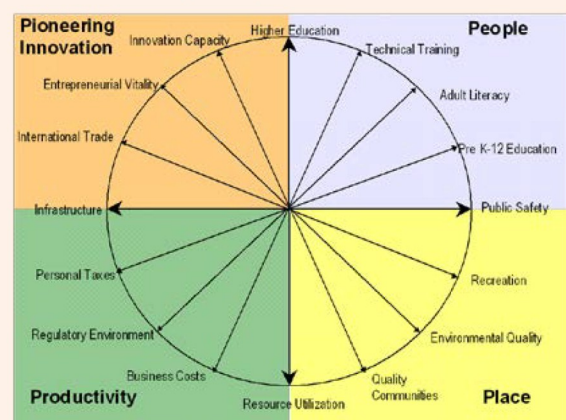 Pioneering
Innovation
People
Higher Education
Innovation Capacity
Technical Training
Entrepreneurial Vitality
Adult Literacy
International Trade
Pre K-12 Education
Infrastructure
Public Safety
Personal Taxes
Recreation
Regulatory Environment
Environmental Quality
Business Costs
Quality
Communities
Productivity
Resource Utilization
Place